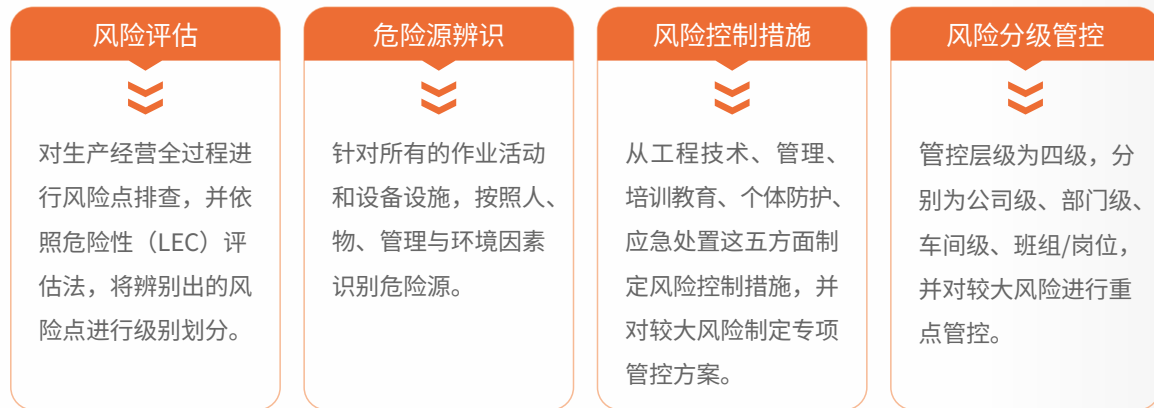 风险评估
对生产经营全过程进
行风险点排查，并依
照危险性（LEC）评
估法，将辨别出的风
险点进行级别划分。
危险源辨识
针对所有的作业活动
和设备设施，按照人、
物、管理与环境因素
识别危险源。
风险控制措施
从工程技术、管理、
培训教育、个体防护、
应急处置这五方面制
定风险控制措施，并
对较大风险制定专项
管控方案。
风险分级管控
管控层级为四级，分
别为公司级、部门级、
车间级、班组/岗位，
并对较大风险进行重
点管控。